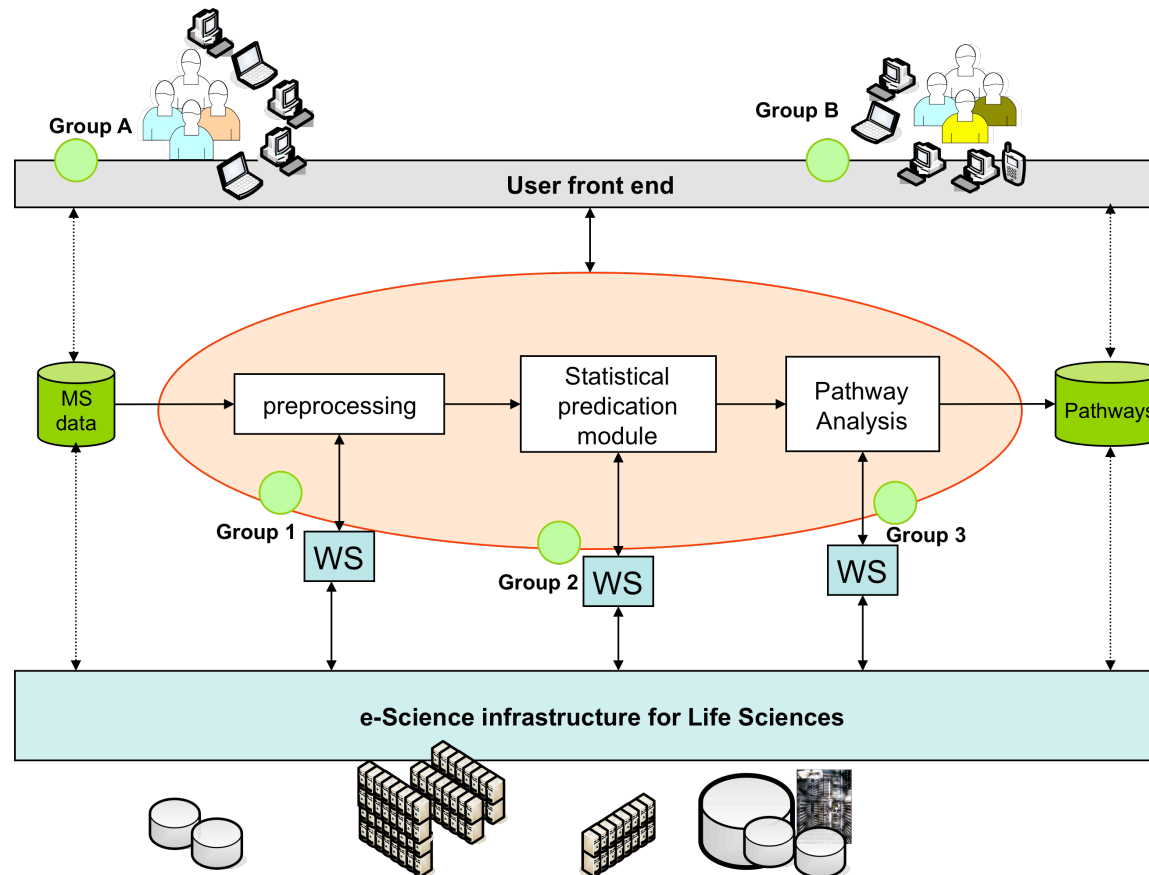 Group A
Group B
User front end
MS
data
preprocessing
Statistical
predication
module
Pathway
Analysis
Pathways
Group 1
Group 2
Group 3
WS
WS
WS
e-Science infrastructure for Life Sciences